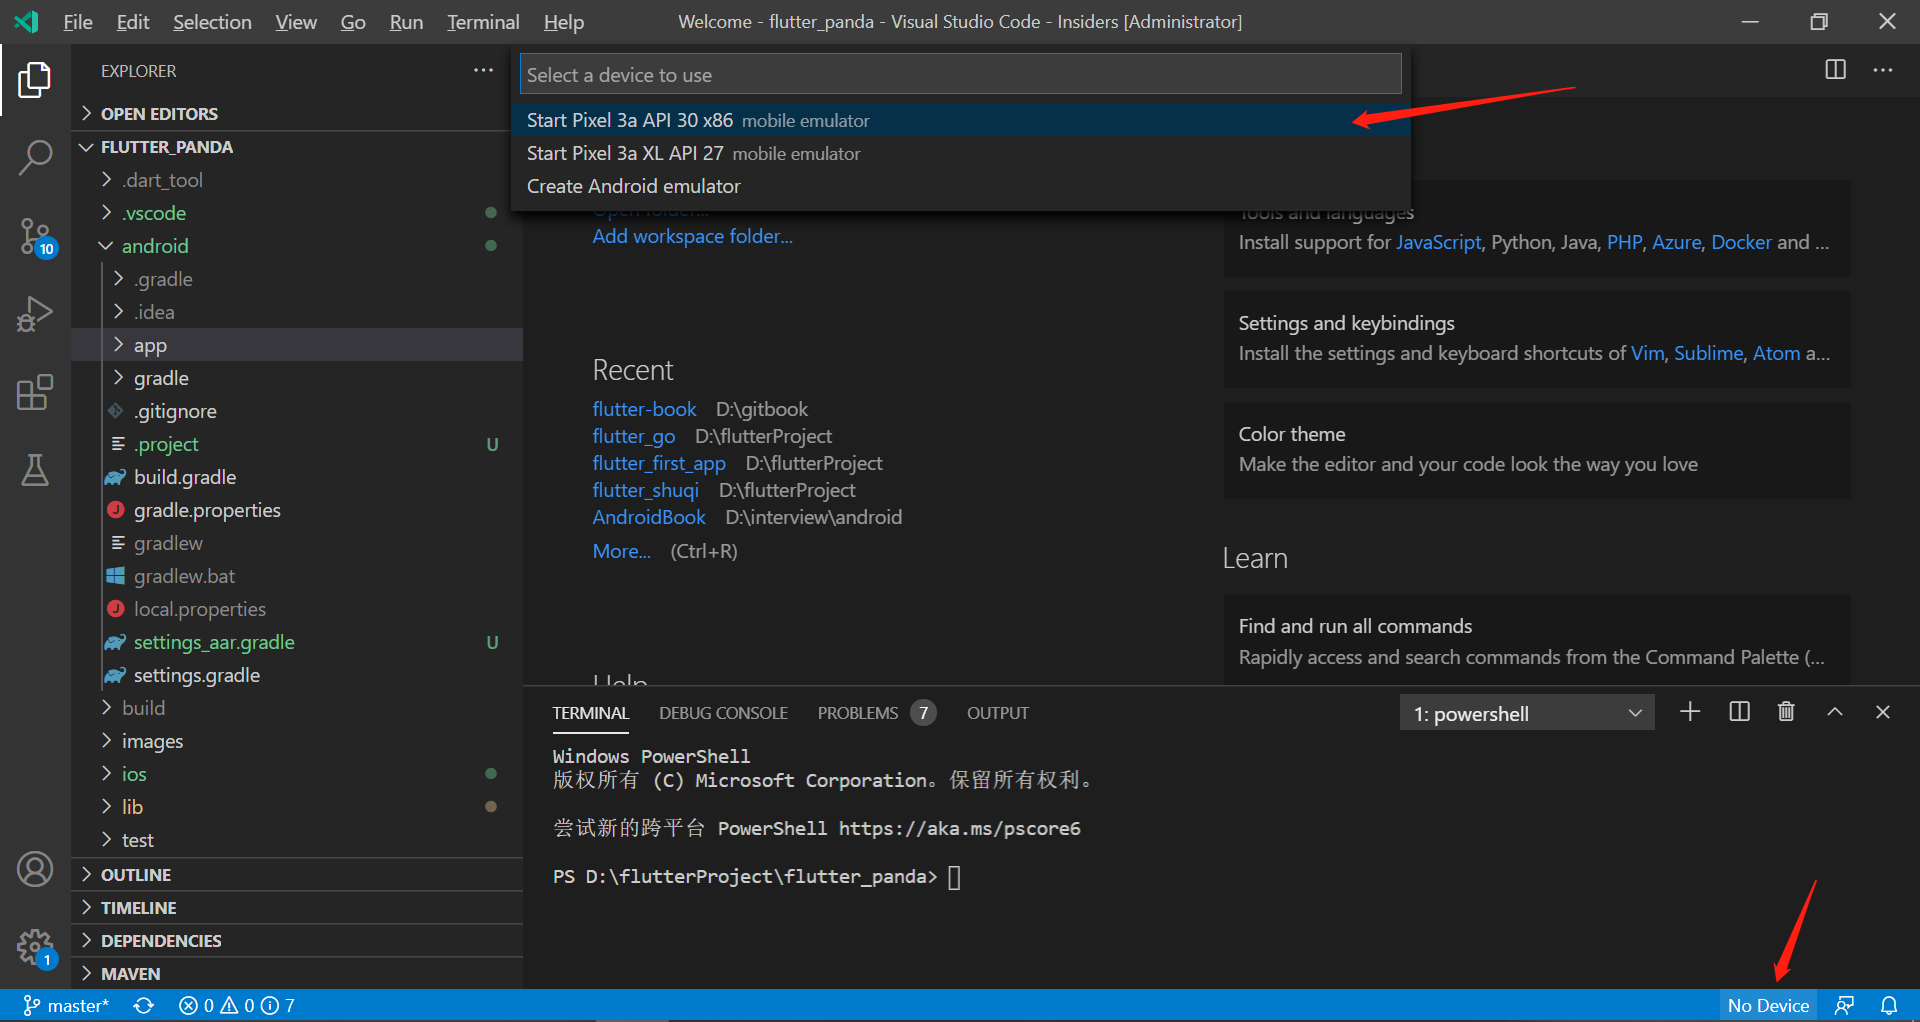 File Edit Selection View Go Run Terminal Help
Welcome - flutter_panda - Visual Studio Code - Insiders [Administrator]
EXPLORER
OPEN EDITORS
FLUTTER_PANDA
.dart_tool
.vscode
android
.gradle
.idea
app
gradle
.gitignore
.project U
build.gradle
gradle.properties
gradlew
gradlew.bat
local.properties
settings_aar.gradle U
settings.gradle
build
images
ios
lib
test
OUTLINE
TIMELINE
DEPENDENCIES
MAVEN
10
1
Select a device to use
Start Pixel 3a API 30 x86 mobile emulator
Start Pixel 3a XL API 27 mobile emulator
Create Android emulator
Open folder...
Add workspace folder...
Recent
flutter-book D:\gitbook
flutter_go D:\flutterProject
flutter_first_app D:\flutterProject
flutter_shuqi D:\flutterProject
AndroidBook D:\interview\android
More... (Ctrl+R)
Help
Tools and languages
Install support for JavaScript, Python, Java, PHP, Azure, Docker and ...
Settings and keybindings
Install the settings and keyboard shortcuts of Vim, Sublime, Atom a...
Color theme
Make the editor and your code look the way you love
Learn
Find and run all commands
Rapidly access and search commands from the Command Palette (...
TERMINAL DEBUG CONSOLE PROBLEMS 7 OUTPUT
1: powershell
Windows PowerShell
版权所有 (C) Microsoft Corporation。保留所有权利。
尝试新的跨平台 PowerShell https://aka.ms/pscore6
PS D:\flutterProject\flutter_panda>
master* 0 0 7
No Device